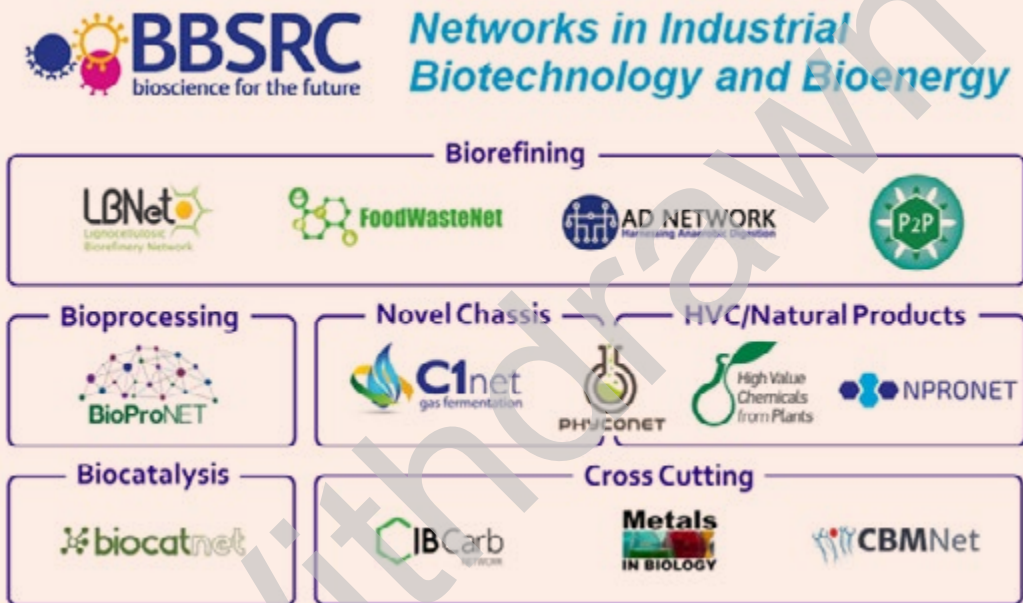 BBSRC
bioscience for the future
Networks in Industrial
Biotechnology and Bioenergy
Biorefining
LBNet
Lignocellulosic
Biorefinery Network
FoodWasteNet
AD NETWORK
Harnessing Anaerobic Digestion
P2P
Bioprocessing
BioProNET
Novel Chassis
C1net
gas fermentation
PHYCONET
HVC/Natural Products
High Value
Chemicals
from Plants
NPRONET
Biocatalysis
biocatnet
Cross Cutting
IBCarb
NETWORK
Metals
IN BIOLOGY
CBMNet
withdrawn